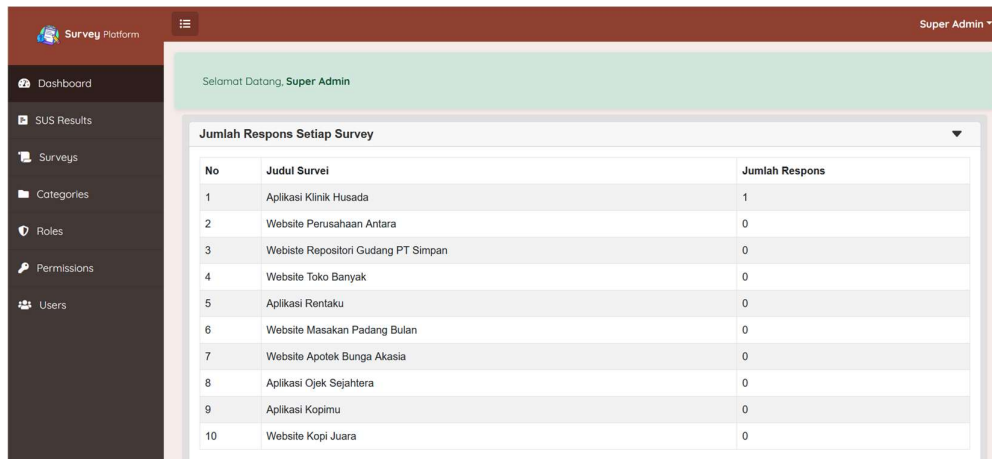 Survey Platform
Super Admin
Dashboard
SUS Results
Surveys
Categories
Roles
Permissions
Users
Selamat Datang, Super Admin
Jumlah Respons Setiap Survey
No Judul Survei Jumlah Respons
1 Aplikasi Klinik Husada 1
2 Website Perusahaan Antara 0
3 Webiste Repositori Gudang PT Simpan 0
4 Website Toko Banyak 0
5 Aplikasi Rentaku 0
6 Website Masakan Padang Bulan 0
7 Website Apotek Bunga Akasia 0
8 Aplikasi Ojek Sejahtera 0
9 Aplikasi Kopimu 0
10 Website Kopi Juara 0